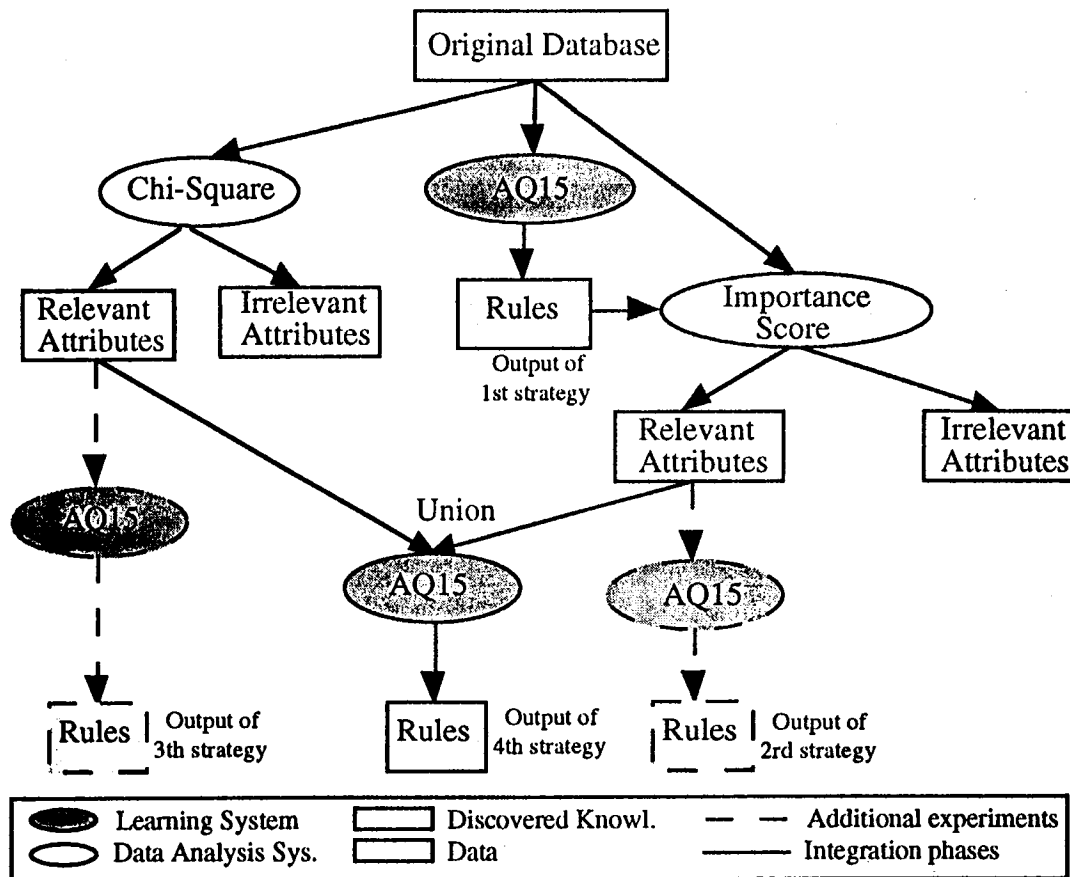 Original Database
Chi-Square
AQ15
Relevant
Attributes
Irrelevant
Attributes
Rules
Importance
Score
Output of
1st strategy
Relevant
Attributes
Irrelevant
Attributes
AQ15
Union
AQ15
AQ15
Rules
Output of
3th strategy
Rules
Output of
4th strategy
Rules
Output of
2rd strategy
Learning System
Discovered Knowl.
Additional experiments
Data Analysis Sys.
Data
Integration phases